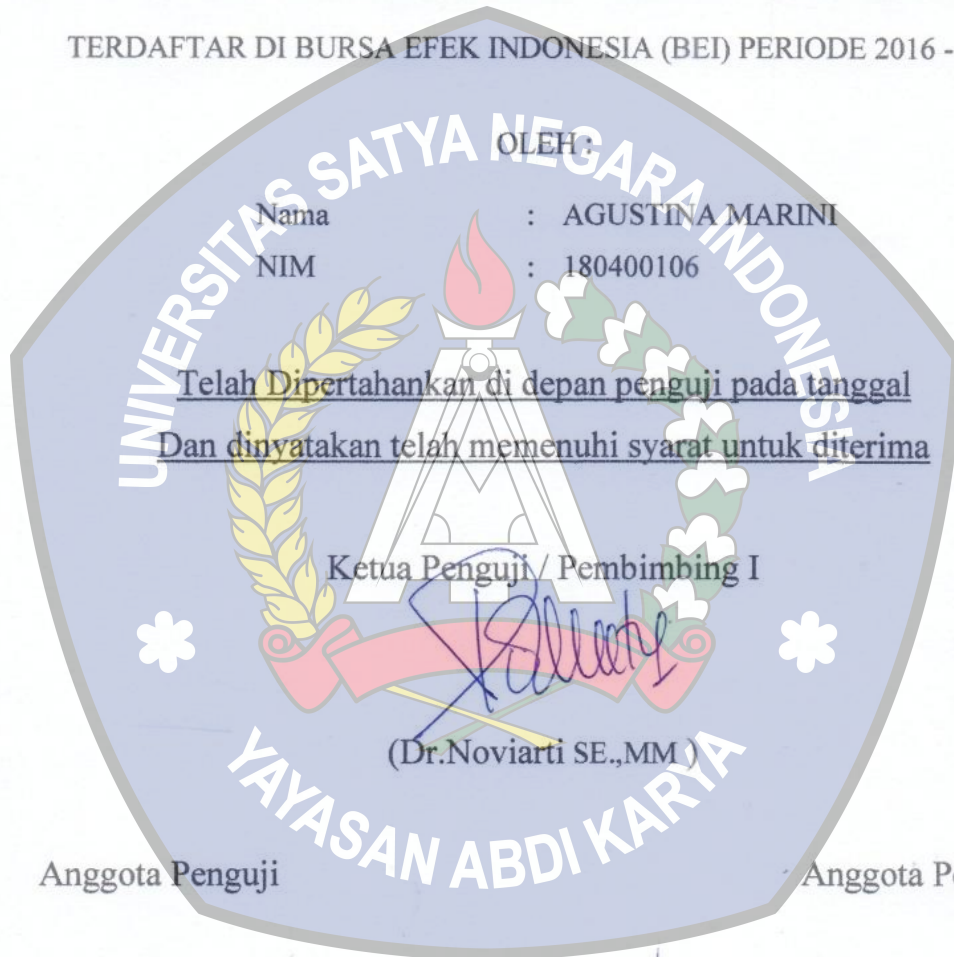 TERDAFTAR DI BURSA EFEK INDONESIA (BEI) PERIODE 2016 -
OLEH :
UNIVERSITAS SATYA NEGARA INDONESIA
Nama : AGUSTINA MARINI
NIM : 180400106
Telah Dipertahankan di depan penguji pada tanggal
Dan dinyatakan telah memenuhi syarat untuk diterima
Ketua Penguji / Pembimbing I
(Dr.Noviarti SE.,MM )
YAYASAN ABDI KARYA
Anggota Penguji Anggota